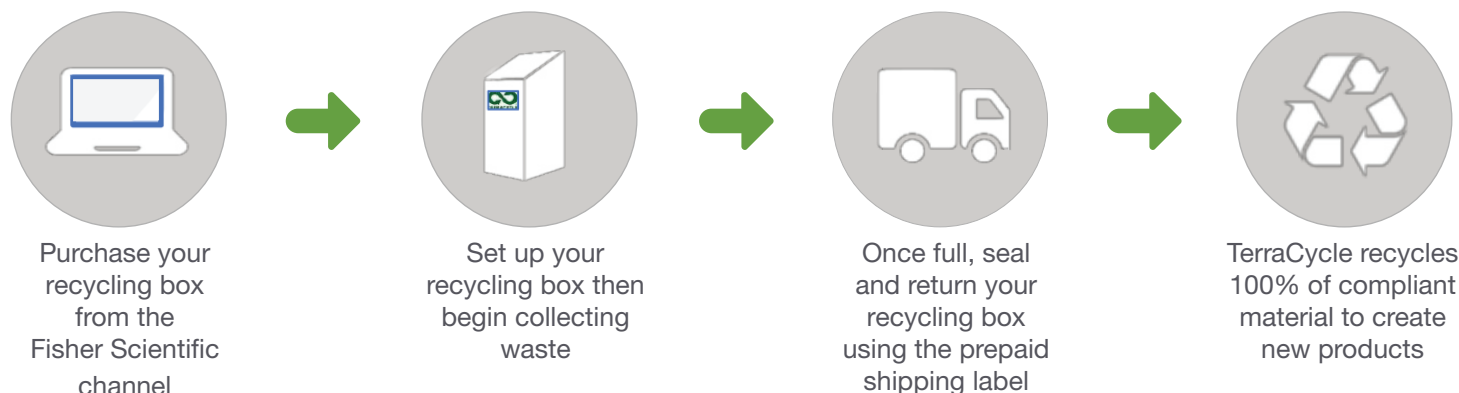 Purchase your
recycling box
from the
Fisher Scientific
channel
TERRACYCLE
Set up your
recycling box then
begin collecting
waste
Once full, seal
and return your
recycling box
using the prepaid
shipping label
TerraCycle recycles
100% of compliant
material to create
new products